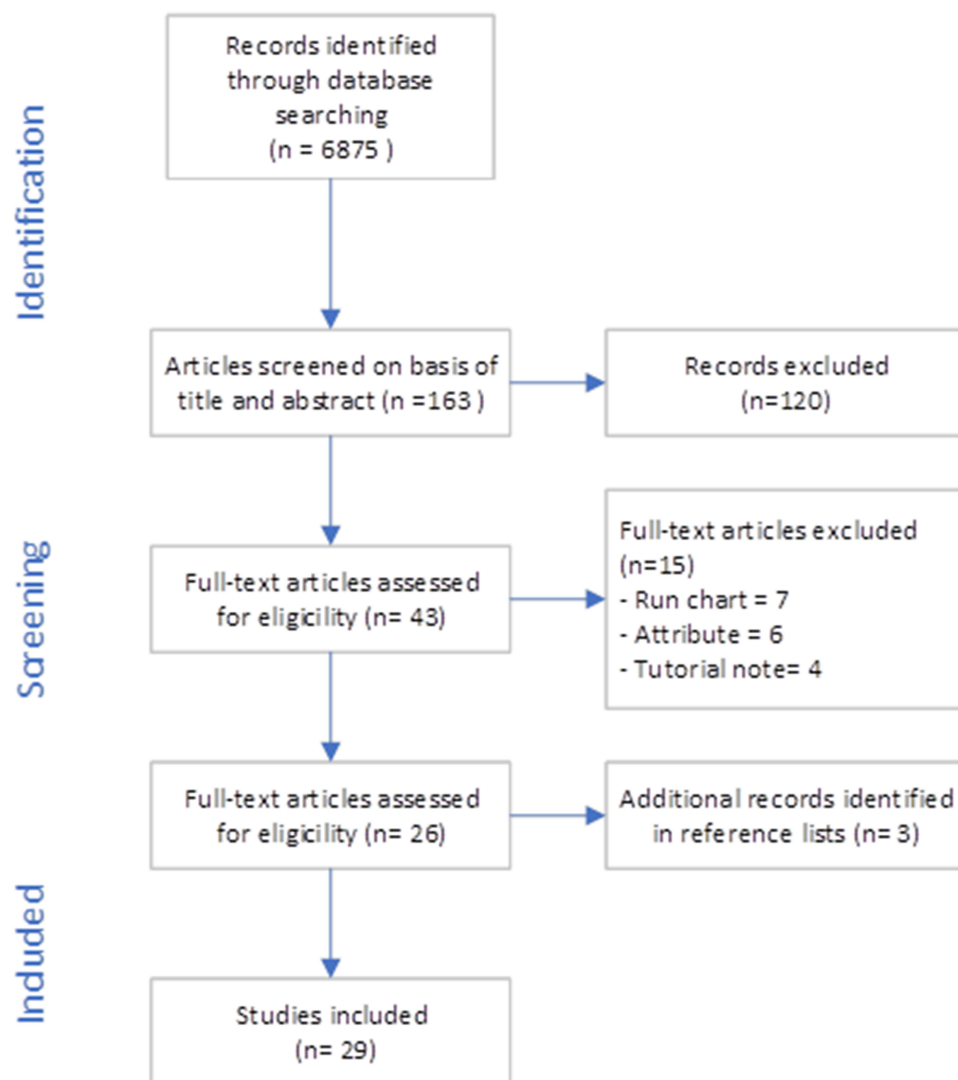 Identification
Records identified
through database
searching
(n = 6875 )
Articles screened on basis of
title and abstract (n =163 )
Records excluded
(n=120)
Screening
Full-text articles assessed
for eligicility (n= 43)
Full-text articles excluded
(n=15)
- Run chart = 7
- Attribute = 6
- Tutorial note= 4
Full-text articles assessed
for eligicility (n= 26)
Additional records identified
in reference lists (n= 3)
Included
Studies included
(n= 29)